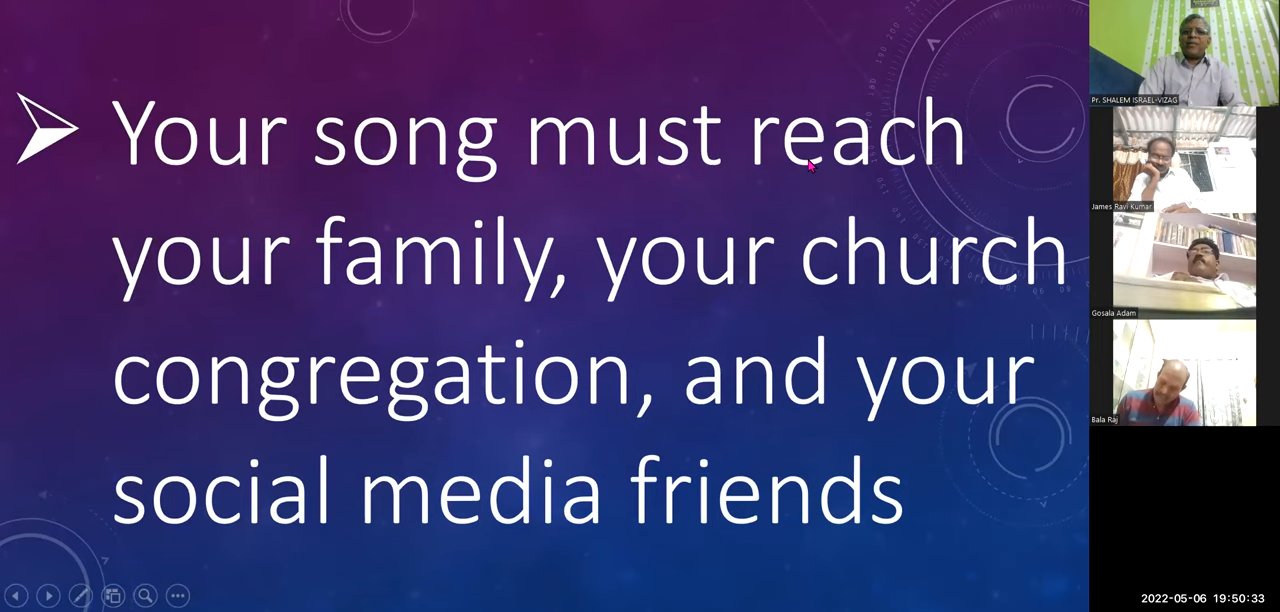 Your song must reach
your family, your church
congregation, and your
social media friends
Pr. SHALEM ISRAEL-VIZAG
James Ravi Kumar
Gosala Adam
Bala Raj
2022-05-06 19:50:33